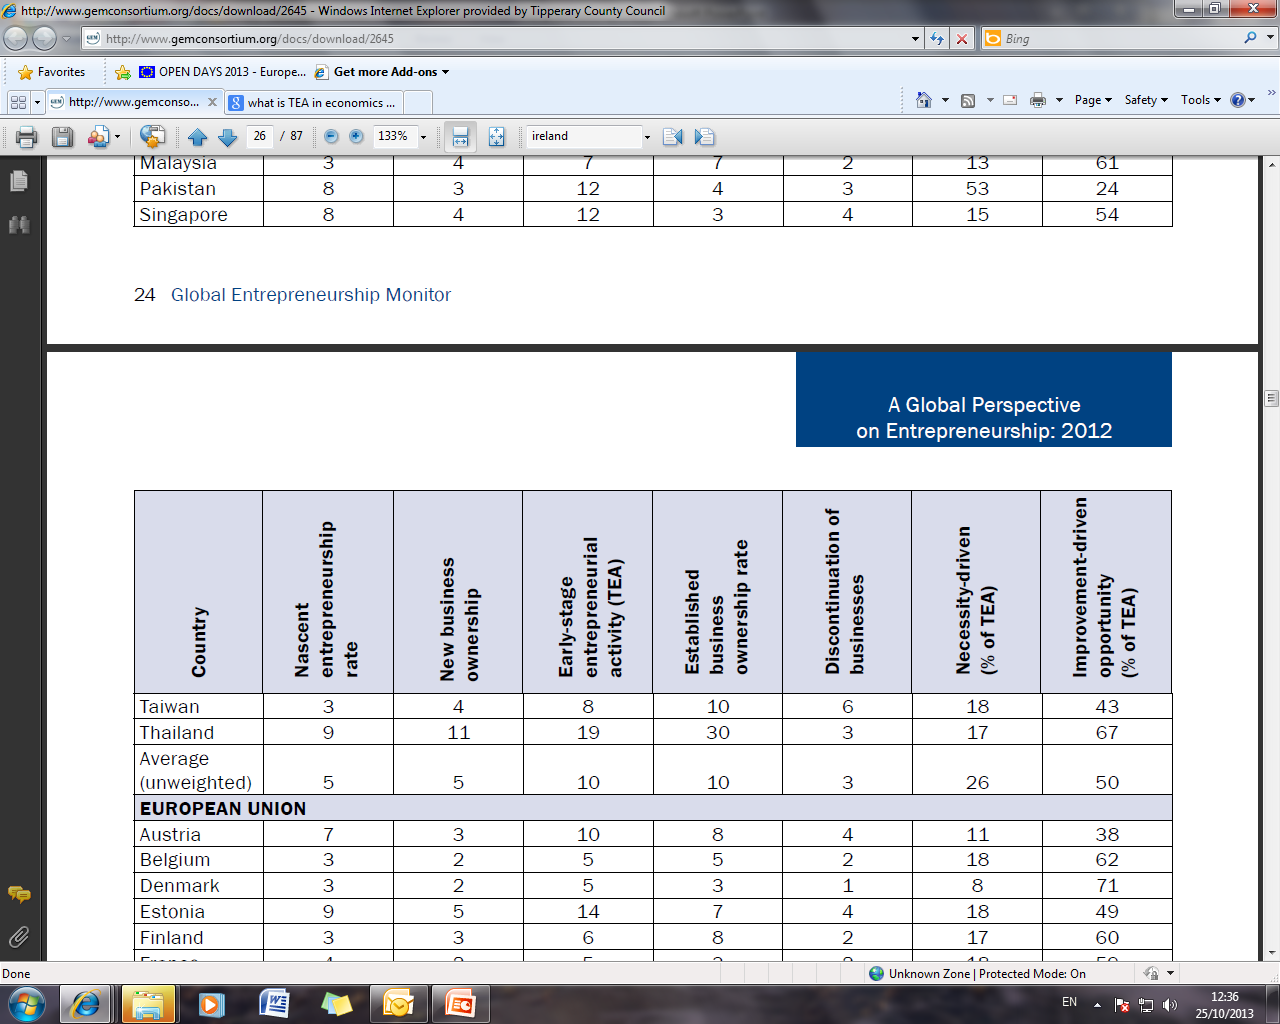 http://www.gemconsortium.org/docs/download/2645 - Windows Internet Explorer provided by Tipperary County Council
http://www.gemconsortium.org/docs/download/2645
Bing
Favorites
OPEN DAYS 2013 - Europe...
Get more Add-ons
http://www.gemconso...
what is TEA in economics ...
Page
Safety
Tools
26 / 87
133%
ireland
Malaysia 3 4 7 7 2 13 61
Pakistan 8 3 12 4 3 53 24
Singapore 8 4 12 3 4 15 54
24 Global Entrepreneurship Monitor
A Global Perspective
on Entrepreneurship: 2012
Country
Nascent
entrepreneurship
rate
New business
ownership
Early-stage
entrepreneurial
activity (TEA)
Established
business
ownership rate
Discontinuation of
businesses
Necessity-driven
(% of TEA)
Improvement-driven
opportunity
(% of TEA)
Taiwan 3 4 8 10 6 18 43
Thailand 9 11 19 30 3 17 67
Average
(unweighted) 5 5 10 10 3 26 50
EUROPEAN UNION
Austria 7 3 10 8 4 11 38
Belgium 3 2 5 5 2 18 62
Denmark 3 2 5 3 1 8 71
Estonia 9 5 14 7 4 18 49
Finland 3 3 6 8 2 17 60
Done
Unknown Zone | Protected Mode: On
EN
12:36
25/10/2013